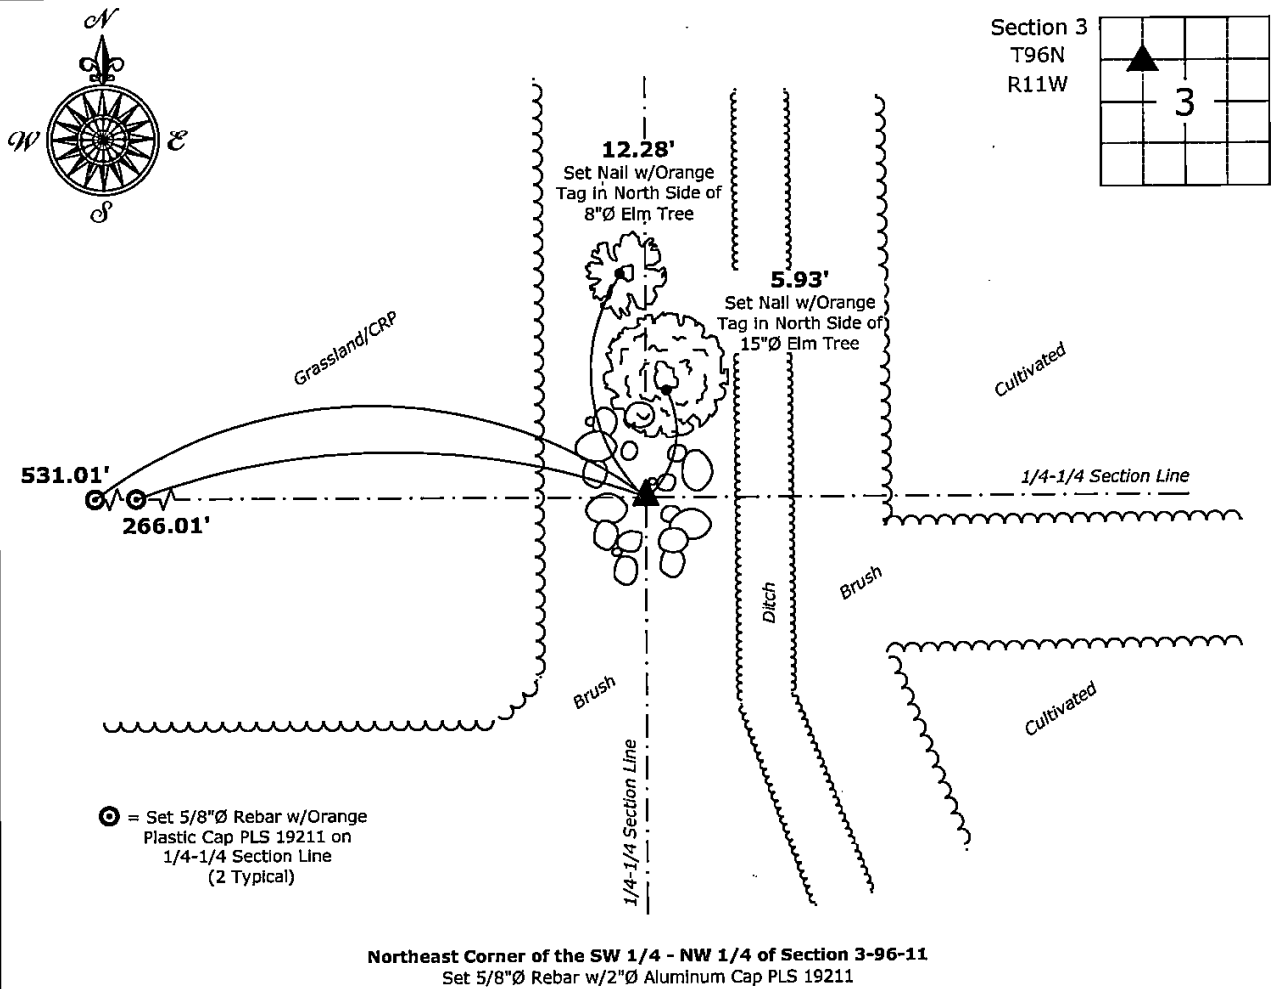 N
W
E
S
Section 3
T96N
R11W
3
12.28'
Set Nail w/Orange
Tag in North Side of
8"Ø Elm Tree
5.93'
Set Nail w/Orange
Tag in North Side of
15"Ø Elm Tree
Grassland/CRP
Cultivated
531.01'
266.01'
1/4-1/4 Section Line
Brush
Ditch
Brush
Cultivated
1/4-1/4 Section Line
= Set 5/8"Ø Rebar w/Orange
Plastic Cap PLS 19211 on
1/4-1/4 Section Line
(2 Typical)
Northeast Corner of the SW 1/4 - NW 1/4 of Section 3-96-11
Set 5/8"Ø Rebar w/2"Ø Aluminum Cap PLS 19211